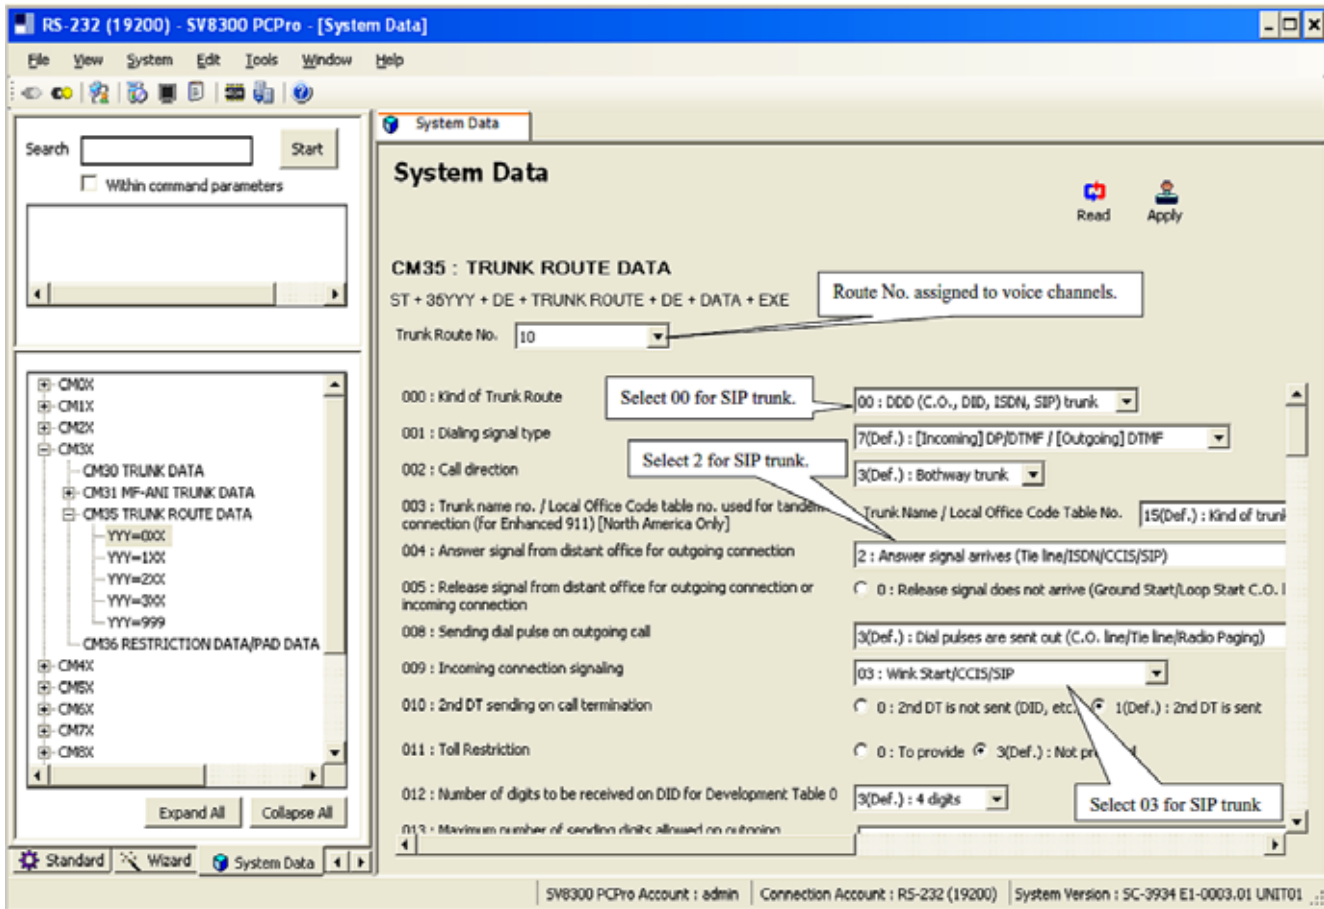 RS-232 (19200) - SV8300 PCPro - [System Data]
File View System Edit Tools Window Help
Search
Start
Within command parameters
CM0X
CM1X
CM2X
CM3X
CM30 TRUNK DATA
CM31 MF-ANI TRUNK DATA
CM35 TRUNK ROUTE DATA
YYY=0XX
YYY=1XX
YYY=2XX
YYY=3XX
YYY=999
CM36 RESTRICTION DATA/PAD DATA
CM4X
CM5X
CM6X
CM7X
CM8X
Expand All Collapse All
Standard Wizard System Data
System Data
System Data
Read Apply
CM35 : TRUNK ROUTE DATA
ST + 35YYY + DE + TRUNK ROUTE + DE + DATA + EXE
Route No. assigned to voice channels.
Trunk Route No. 10
000 : Kind of Trunk Route
Select 00 for SIP trunk.
00 : DDD (C.O., DID, ISDN, SIP) trunk
001 : Dialing signal type
7(Def.) : [Incoming] DP/DTMF / [Outgoing] DTMF
Select 2 for SIP trunk.
002 : Call direction
3(Def.) : Bothway trunk
003 : Trunk name no. / Local Office Code table no. used for tandem
connection (for Enhanced 911) [North America Only]
Trunk Name / Local Office Code Table No. 15(Def.) : Kind of trunk
004 : Answer signal from distant office for outgoing connection
2 : Answer signal arrives (Tie line/ISDN/CCIS/SIP)
005 : Release signal from distant office for outgoing connection or
incoming connection
0 : Release signal does not arrive (Ground Start/Loop Start C.O. l
008 : Sending dial pulse on outgoing call
3(Def.) : Dial pulses are sent out (C.O. line/Tie line/Radio Paging)
009 : Incoming connection signaling
03 : Wink Start/CCIS/SIP
010 : 2nd DT sending on call termination
0 : 2nd DT is not sent (DID, etc. 1(Def.) : 2nd DT is sent
011 : Toll Restriction
0 : To provide 3(Def.) : Not pr d
012 : Number of digits to be received on DID for Development Table 0
3(Def.) : 4 digits
Select 03 for SIP trunk
013 : Maximum number of sending digits allowed on outgoing
SV8300 PCPro Account : admin Connection Account : RS-232 (19200) System Version : SC-3934 E1-0003.01 UNIT01